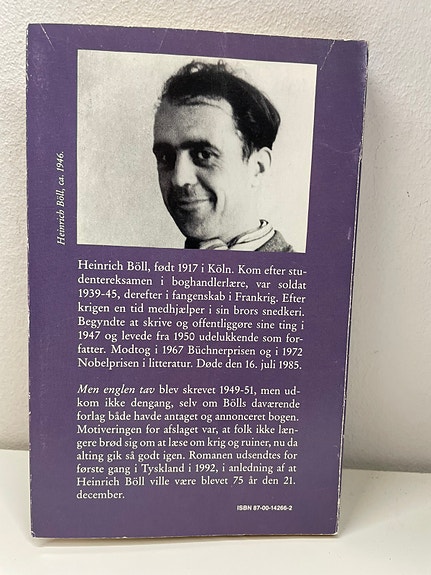 Heinrich Böll, ca. 1946.
Heinrich Böll, født 1917 i Köln. Kom efter stu-
dentereksamen i boghandlerlære, var soldat
1939-45, derefter i fangenskab i Frankrig. Efter
krigen en tid medhjælper i sin brors snedkeri.
Begyndte at skrive og offentliggøre sine ting i
1947 og levede fra 1950 udelukkende som for-
fatter. Modtog i 1967 Büchnerprisen og i 1972
Nobelprisen i litteratur. Døde den 16. juli 1985.
Men englen tav blev skrevet 1949-51, men ud-
kom ikke dengang, selv om Bölls daværende
forlag både havde antaget og annonceret bogen.
Motiveringen for afslaget var, at folk ikke læn-
gere brød sig om at læse om krig og ruiner, nu da
alting gik så godt igen. Romanen udsendtes for
første gang i Tyskland i 1992, i anledning af at
Heinrich Böll ville være blevet 75 år den 21.
december.
ISBN 87-00-14266-2